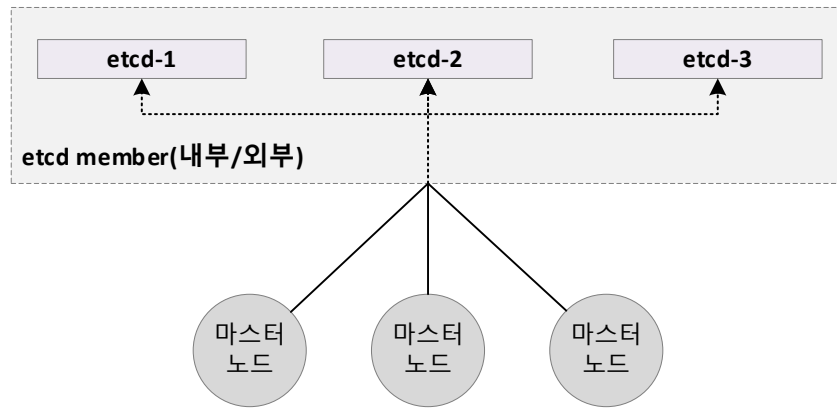 etcd-1
etcd-2
etcd-3
etcd member(내부/외부)
마스터
노드
마스터
노드
마스터
노드